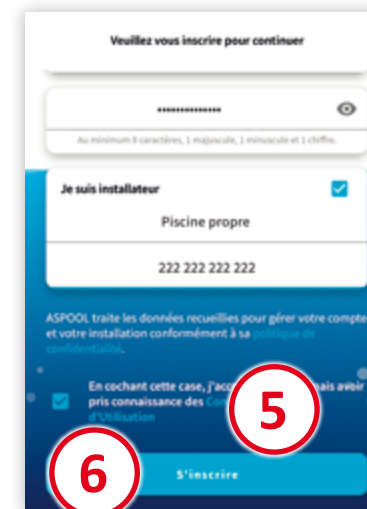 Veuillez vous inscrire pour continuer
••••••••••••••
Au minimum 8 caractères, 1 majuscule, 1 minuscule et 1 chiffre.
Je suis installateur
Piscine propre
222 222 222 222
ASPOOL traite les données recueillies pour gérer votre compte
et votre installation conformément à sa politique de
confidentialité.
En cochant cette case, j'acc ais avoir
pris connaissance des
d'Utilisation
5
6
S'inscrire